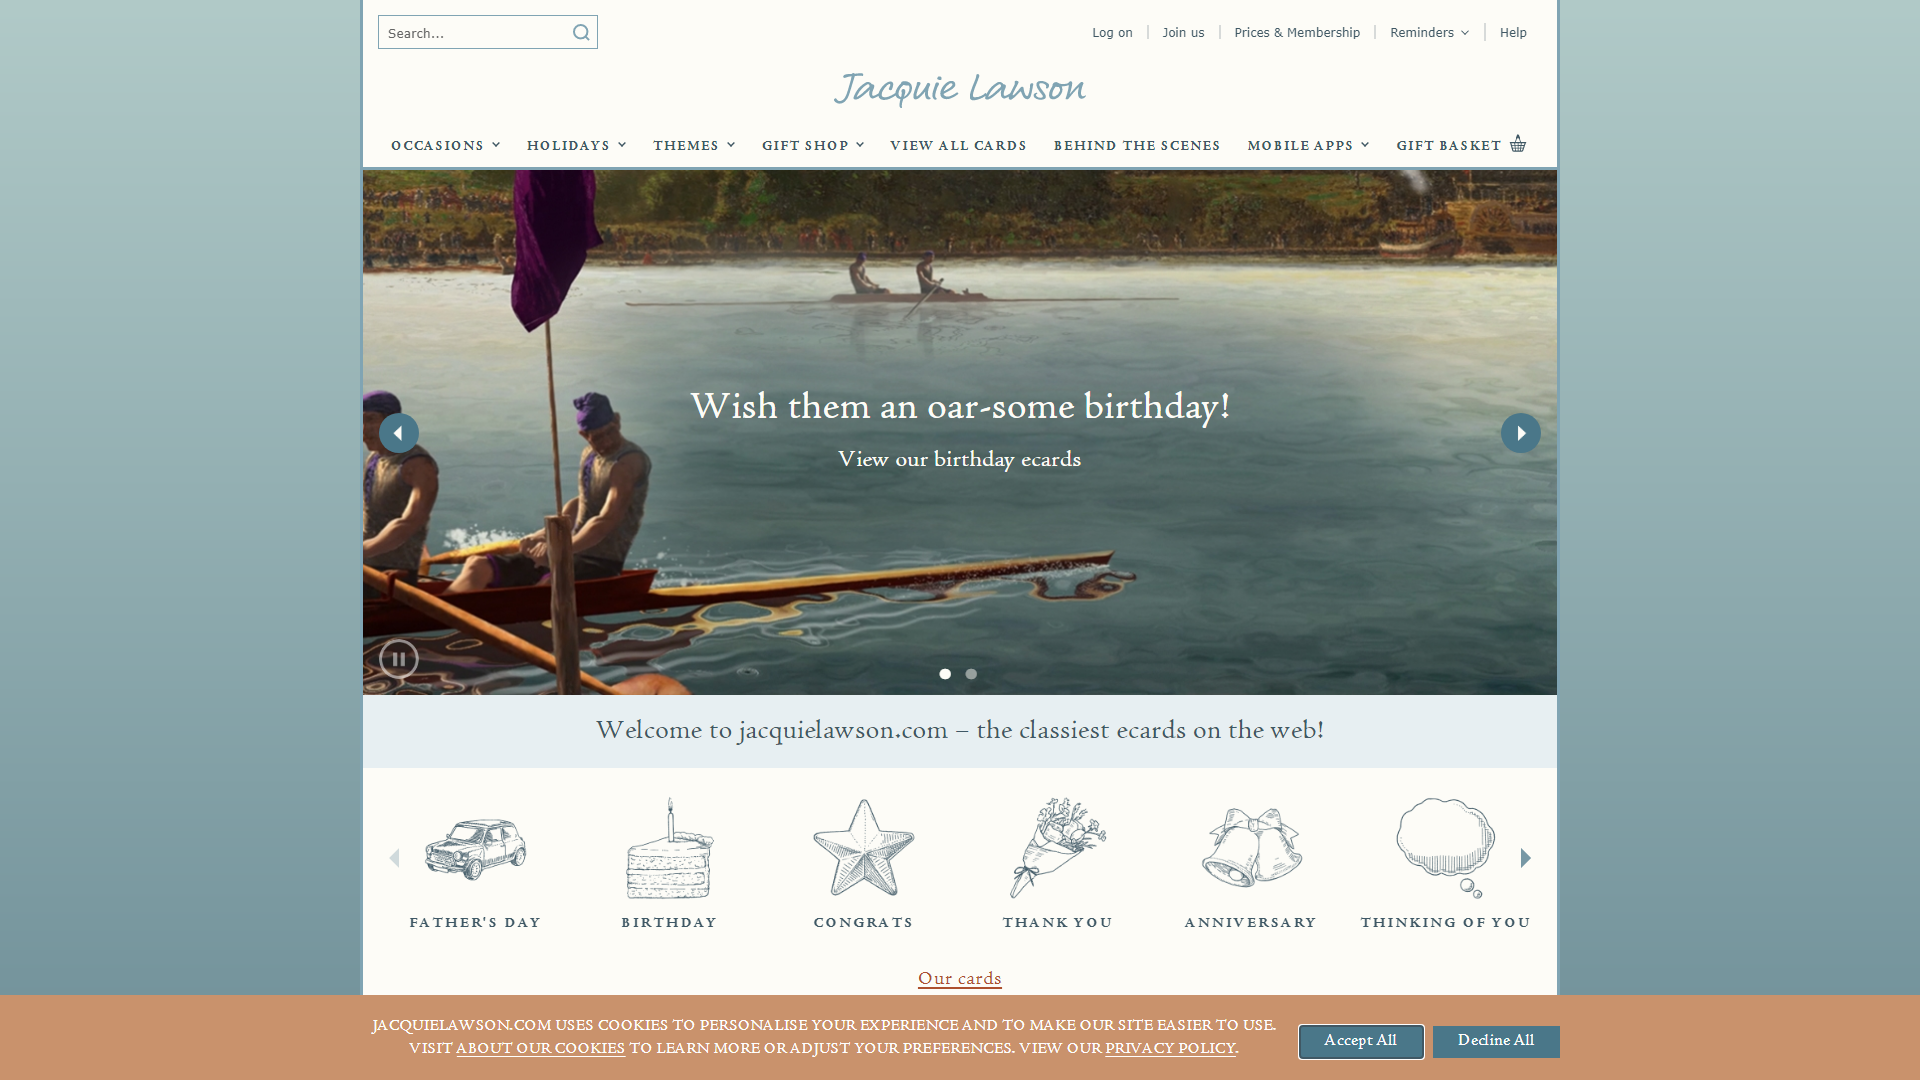 Search...
Log on
Join us
Prices & Membership
Reminders
Help
Jacquie Lawson
OCCASIONS
HOLIDAYS
THEMES
GIFT SHOP
VIEW ALL CARDS
BEHIND THE SCENES
MOBILE APPS
GIFT BASKET
Wish them an oar-some birthday!
View our birthday ecards
Welcome to jacquielawson.com – the classiest ecards on the web!
FATHER'S DAY
BIRTHDAY
CONGRATS
THANK YOU
ANNIVERSARY
THINKING OF YOU
Our cards
JACQUIELAWSON.COM USES COOKIES TO PERSONALISE YOUR EXPERIENCE AND TO MAKE OUR SITE EASIER TO USE.
VISIT ABOUT OUR COOKIES TO LEARN MORE OR ADJUST YOUR PREFERENCES. VIEW OUR PRIVACY POLICY.
Accept All
Decline All